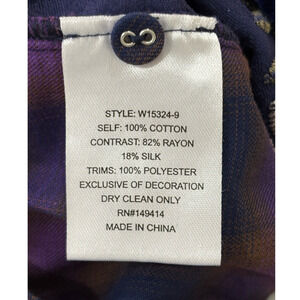 STYLE: W15324-9
SELF: 100% COTTON
CONTRAST: 82% RAYON
18% SILK
TRIMS: 100% POLYESTER
EXCLUSIVE OF DECORATION
DRY CLEAN ONLY
RN#149414
MADE IN CHINA